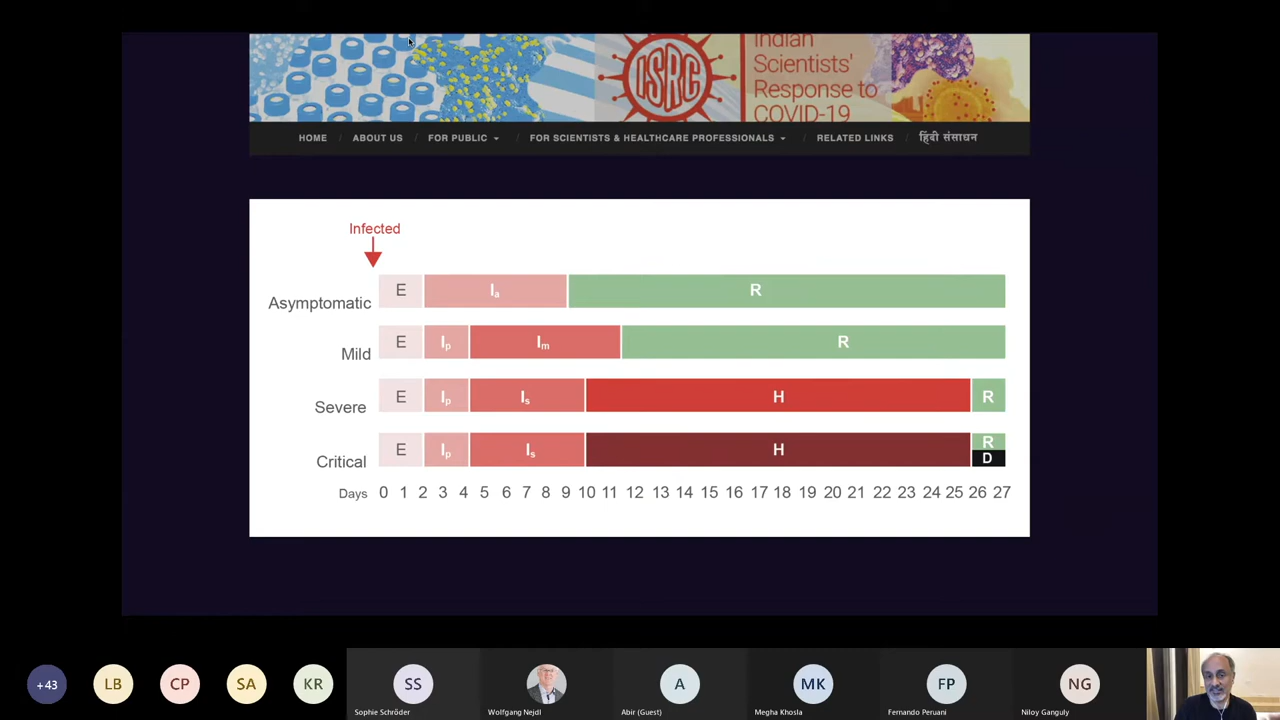 Indian
Scientists'
Response to
COVID-19
ISRC
HOME / ABOUT US / FOR PUBLIC / FOR SCIENTISTS & HEALTHCARE PROFESSIONALS / RELATED LINKS / हिंदी संसाधन
Infected
Asymptomatic E Ia R
Mild E Ip Im R
Severe E Ip Is H R
Critical E Ip Is H R D
Days 0 1 2 3 4 5 6 7 8 9 10 11 12 13 14 15 16 17 18 19 20 21 22 23 24 25 26 27
+43 LB CP SA KR SS A MK FP NG
Sophie Schröder Wolfgang Nejdl Abir (Guest) Megha Khosla Fernando Peruani Niloy Ganguly